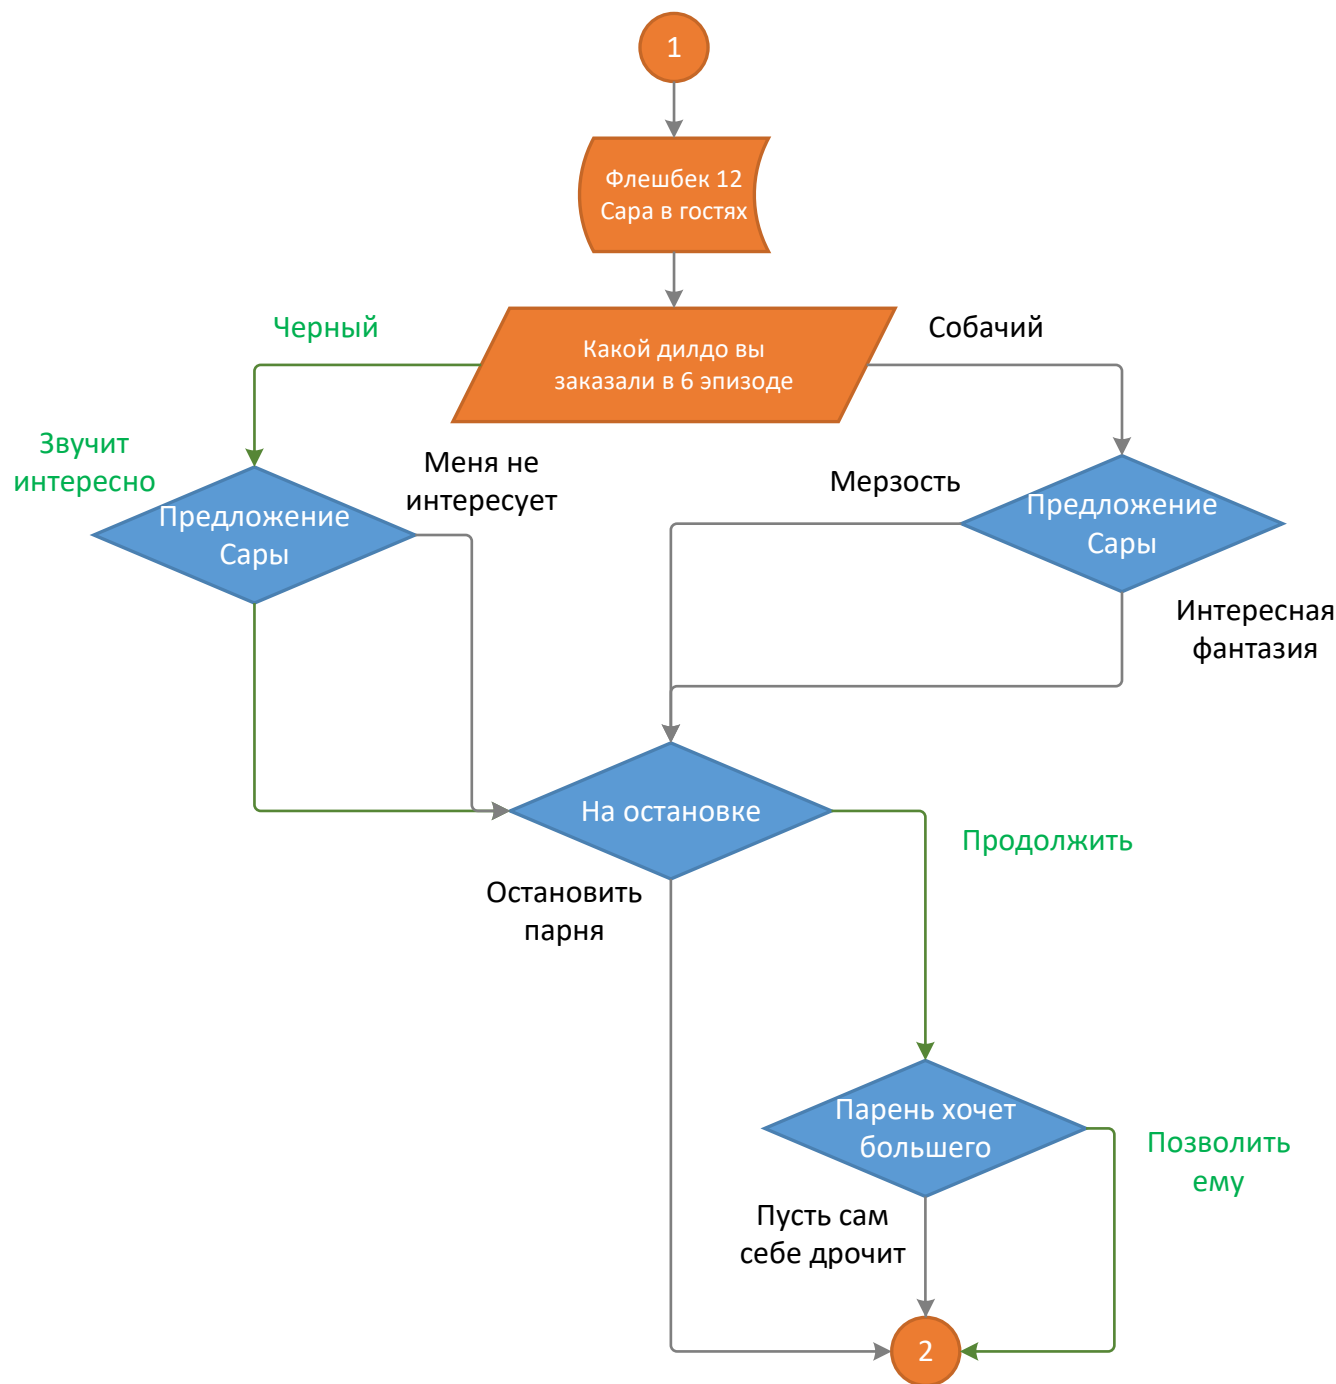 1
Флешбек 12
Сара в гостях
Черный
Какой дилдо вы
заказали в 6 эпизоде
Собачий
Звучит
интересно
Меня не
интересует
Мерзость
Предложение
Сары
Предложение
Сары
Интересная
фантазия
На остановке
Продолжить
Остановить
парня
Парень хочет
большего
Позволить
ему
Пусть сам
себе дрочит
2